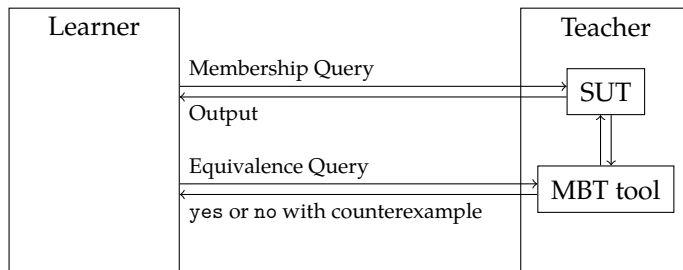 Learner
Teacher
Membership Query
SUT
Output
Equivalence Query
MBT tool
yes or no with counterexample